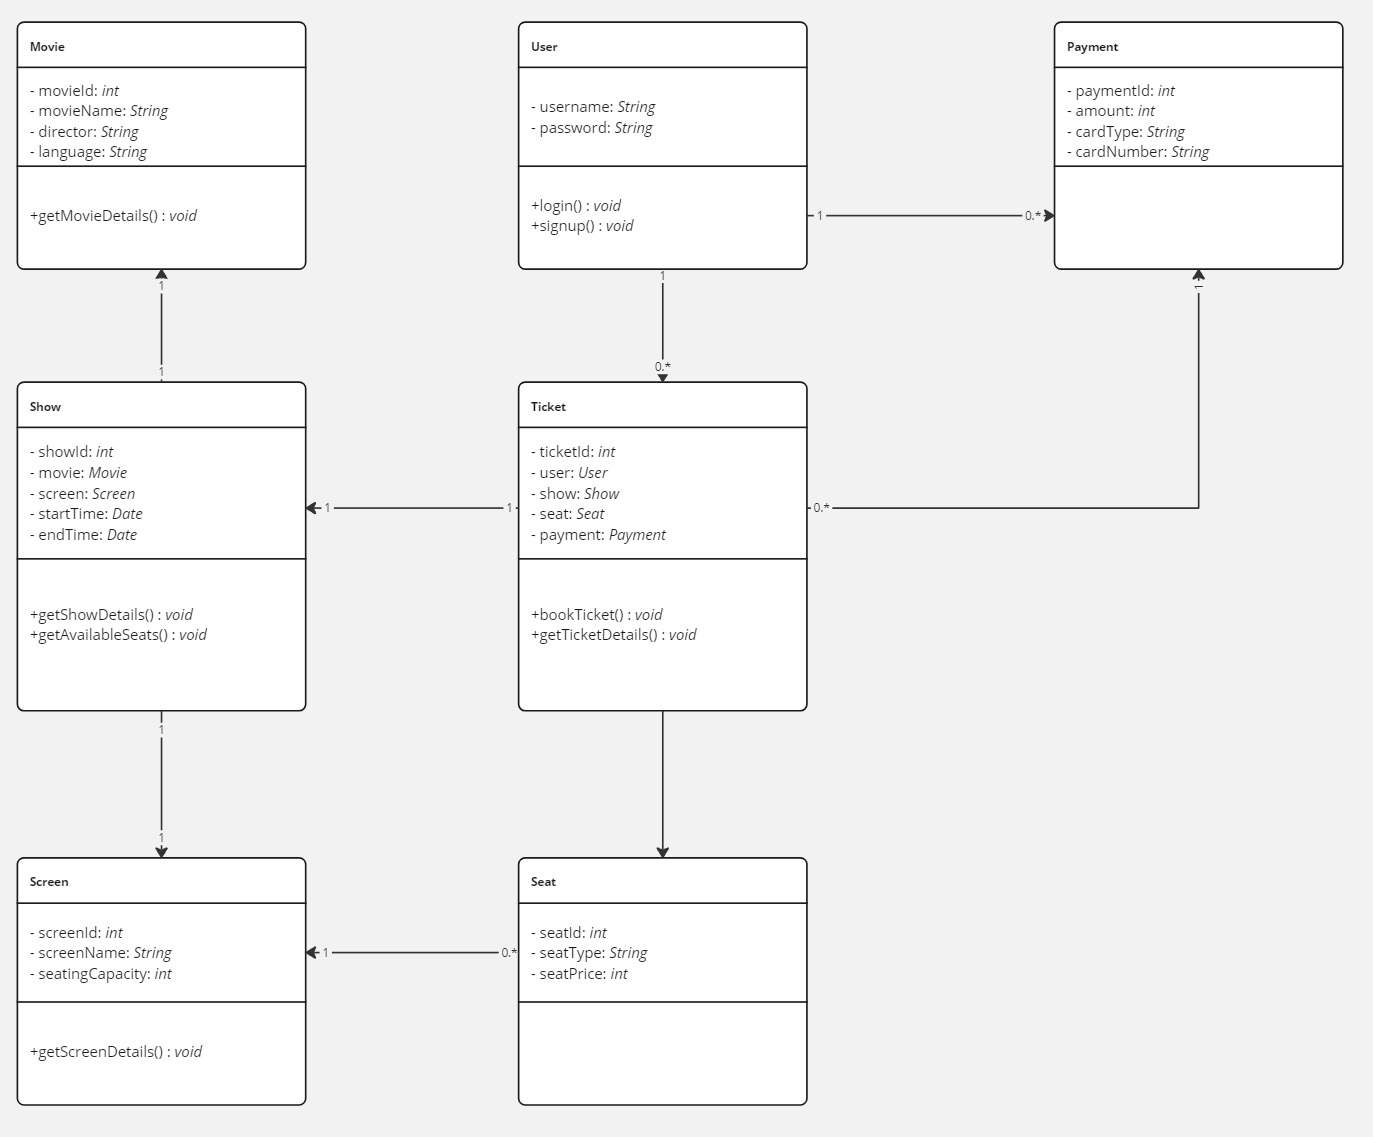 Movie
- movieId: int
- movieName: String
- director: String
- language: String
+getMovieDetails() : void
User
- username: String
- password: String
+login() : void
+signup() : void
Payment
- paymentId: int
- amount: int
- cardType: String
- cardNumber: String
1
0.*
1
1
1
0.*
1
Show
- showId: int
- movie: Movie
- screen: Screen
- startTime: Date
- endTime: Date
+getShowDetails() : void
+getAvailableSeats() : void
1
1
Ticket
- ticketId: int
- user: User
- show: Show
- seat: Seat
- payment: Payment
+bookTicket() : void
+getTicketDetails() : void
0.*
1
1
Screen
- screenId: int
- screenName: String
- seatingCapacity: int
+getScreenDetails() : void
1
0.*
Seat
- seatId: int
- seatType: String
- seatPrice: int